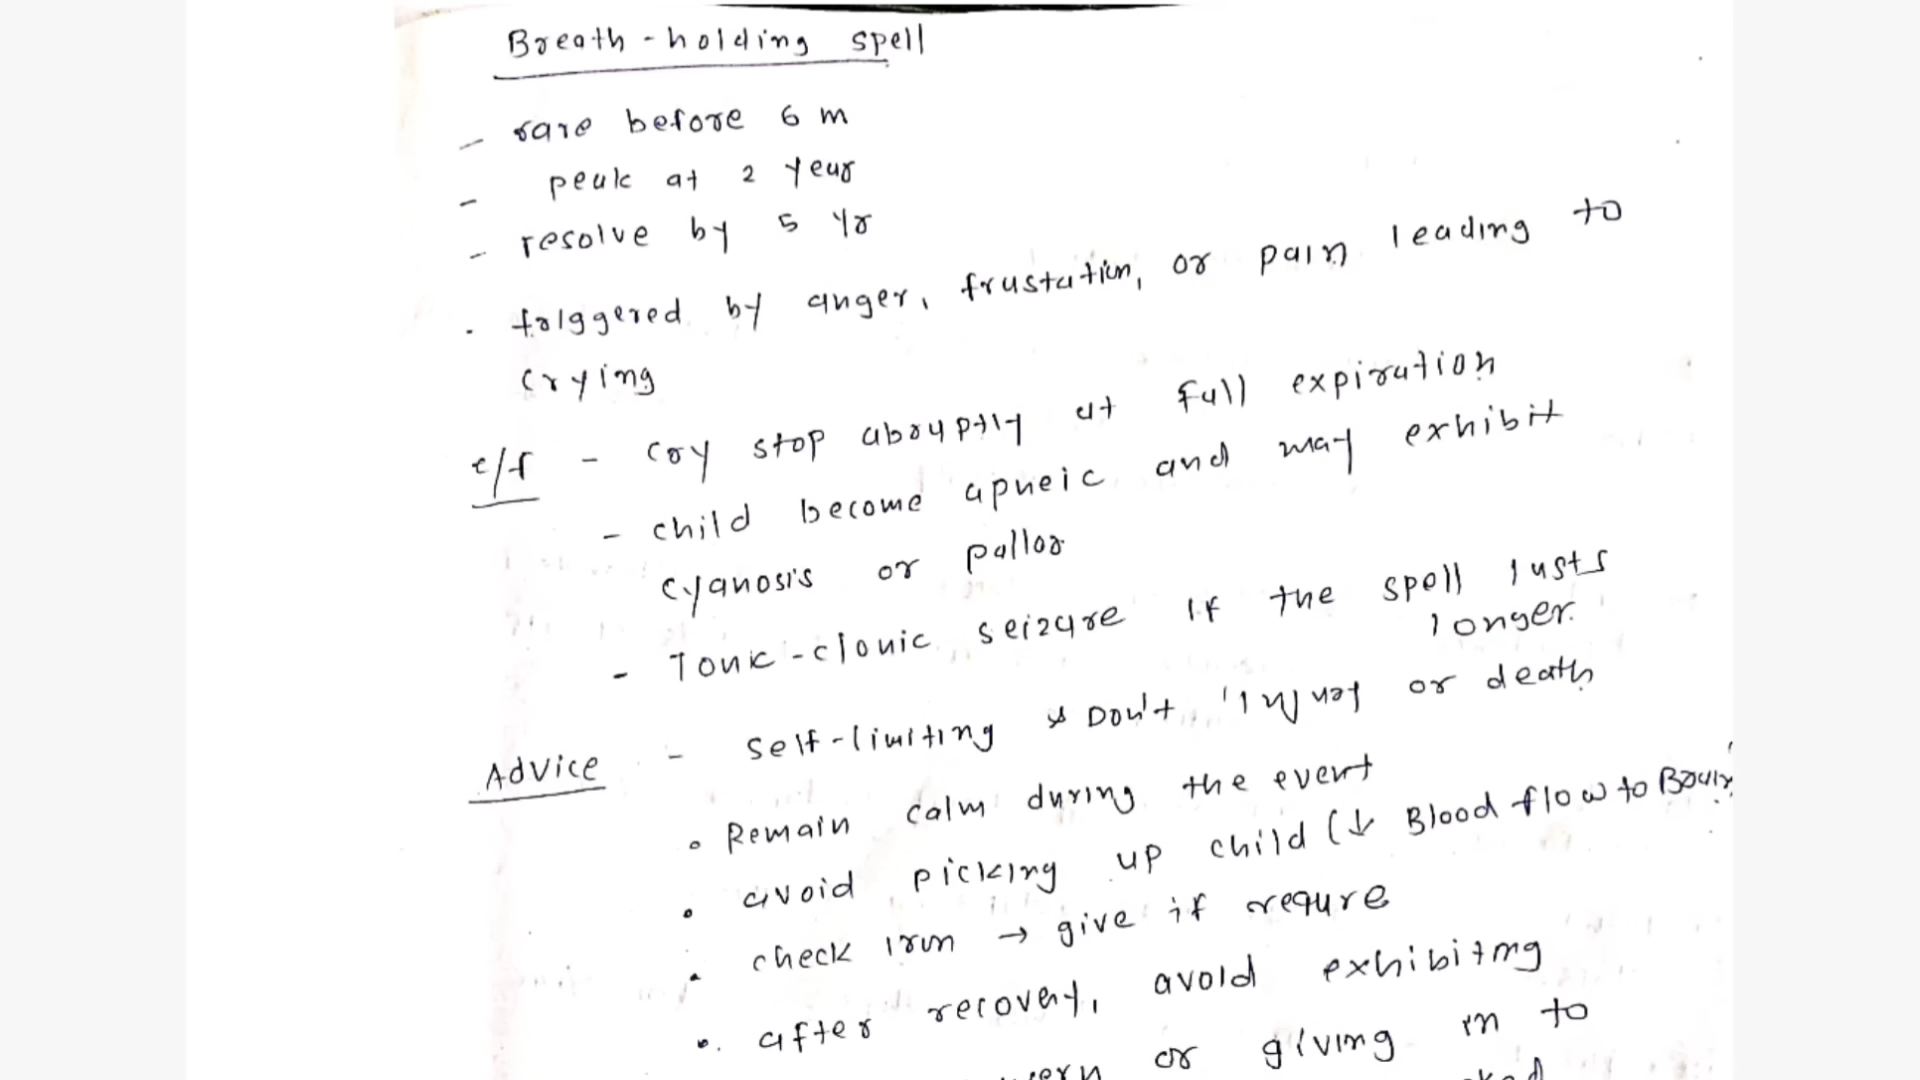 Breath-holding spell
- rare before 6 m
- peak at 2 year
- resolve by 5 yr
. triggered by anger, frustation, or pain leading to
crying
c/f - cry stop abruptly at full expiration
- child become apneic and may exhibit
cyanosis or pallor
- Tonic-clonic seizure if the spell lasts
longer.
Advice - Self-limiting & Don't injury or death
• Remain calm during the event
• avoid picking up child (↓ Blood flow to Brain
• check iron → give if requre
• after recovery, avoid exhibiting
or giving in to